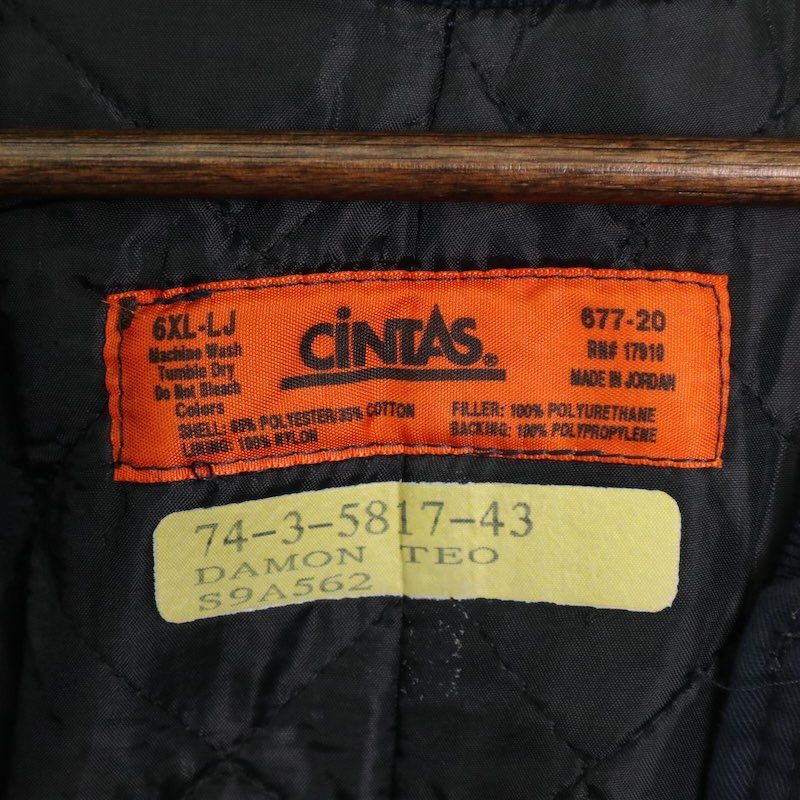 6XL-LJ
Machine Wash
Tumble Dry
Do Not Bleach
Colors
CiNTAS®
677-20
RN# 17910
MADE IN JORDAN
SHELL: 65% POLYESTER/35% COTTON
LINING: 100% NYLON
FILLER: 100% POLYURETHANE
BACKING: 100% POLYPROPYLENE
74-3-5817-43
DAMON TEO
S9A562